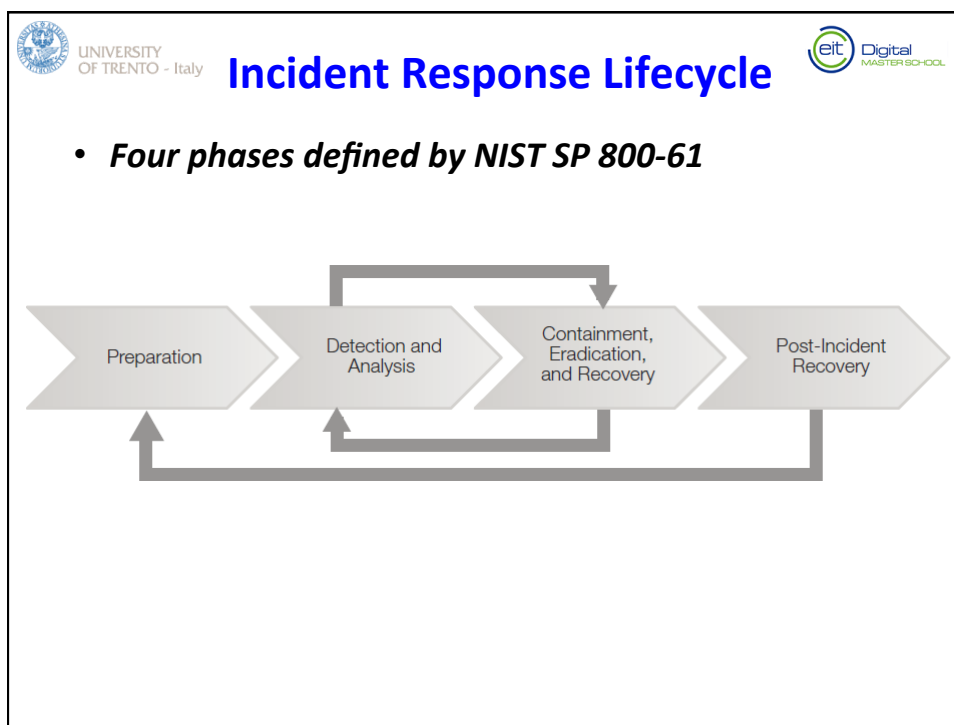 UNIVERSITY
OF TRENTO - Italy
Incident Response Lifecycle
eit Digital
MASTER SCHOOL
• Four phases defined by NIST SP 800-61
Preparation
Detection and
Analysis
Containment,
Eradication,
and Recovery
Post-Incident
Recovery